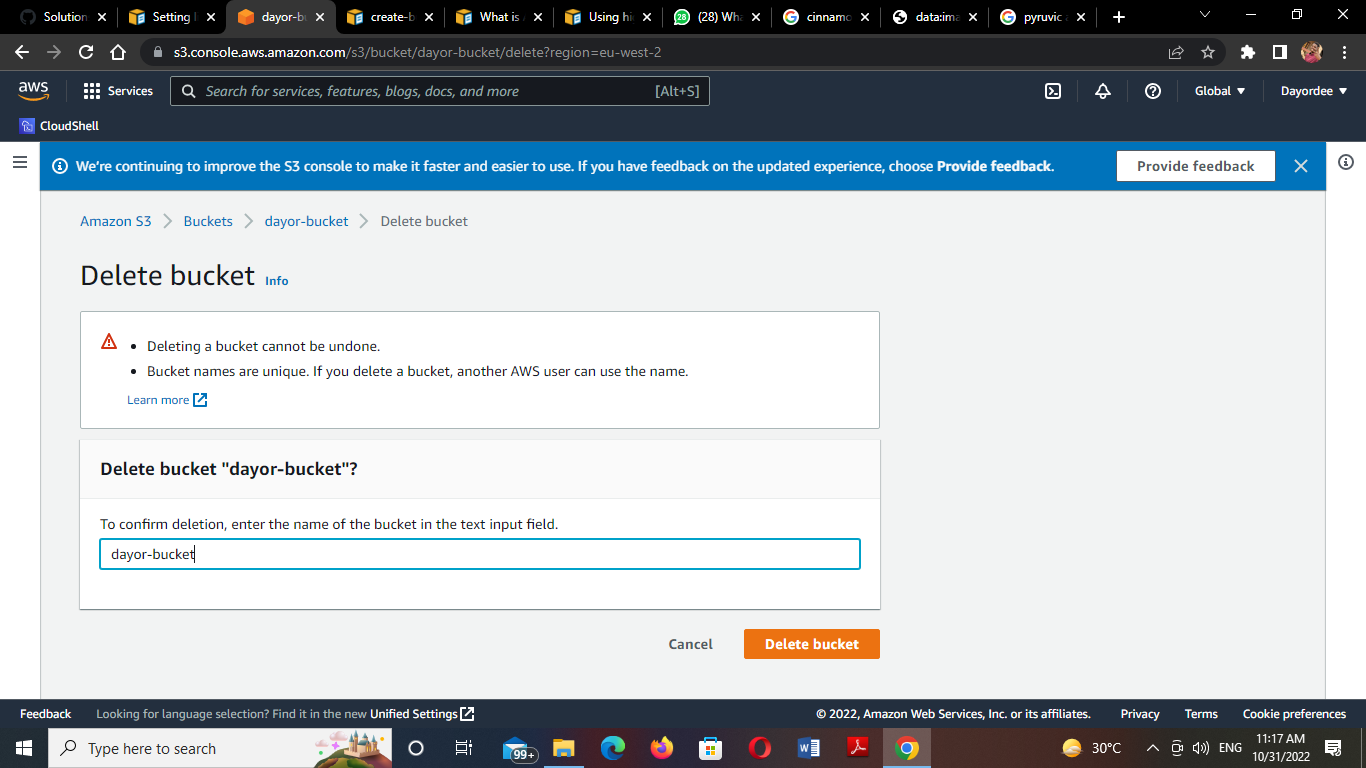 Solution
Setting
dayor-bu
create-b
What is
Using hi
(28) Wha
cinnamo
data:ima
pyruvic
s3.console.aws.amazon.com/s3/bucket/dayor-bucket/delete?region=eu-west-2
aws
Services
Search for services, features, blogs, docs, and more
[Alt+S]
Global
Dayordee
CloudShell
We're continuing to improve the S3 console to make it faster and easier to use. If you have feedback on the updated experience, choose Provide feedback.
Provide feedback
Amazon S3
Buckets
dayor-bucket
Delete bucket
Delete bucket
Info
Deleting a bucket cannot be undone.
Bucket names are unique. If you delete a bucket, another AWS user can use the name.
Learn more
Delete bucket "dayor-bucket"?
To confirm deletion, enter the name of the bucket in the text input field.
dayor-bucket
Cancel
Delete bucket
Feedback
Looking for language selection? Find it in the new Unified Settings
© 2022, Amazon Web Services, Inc. or its affiliates.
Privacy
Terms
Cookie preferences
Type here to search
99+
30°C
ENG
11:17 AM
10/31/2022